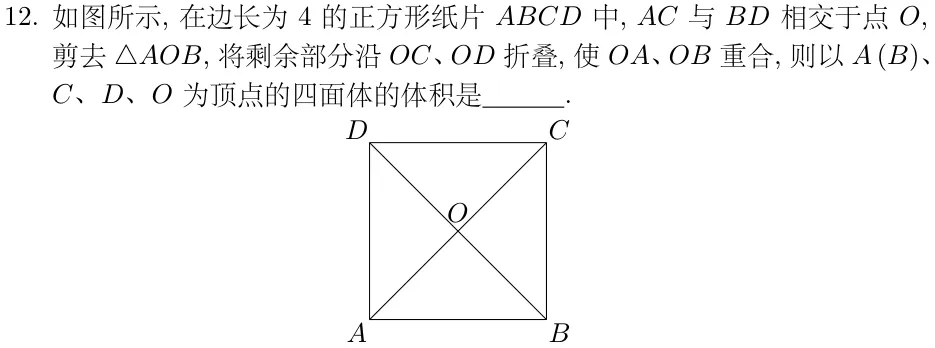 12. 如图所示, 在边长为 4 的正方形纸片 ABCD 中, AC 与 BD 相交于点 O,
剪去 △AOB, 将剩余部分沿 OC、OD 折叠, 使 OA、OB 重合, 则以 A (B)、
C、D、O 为顶点的四面体的体积是______.
D C
O
A B